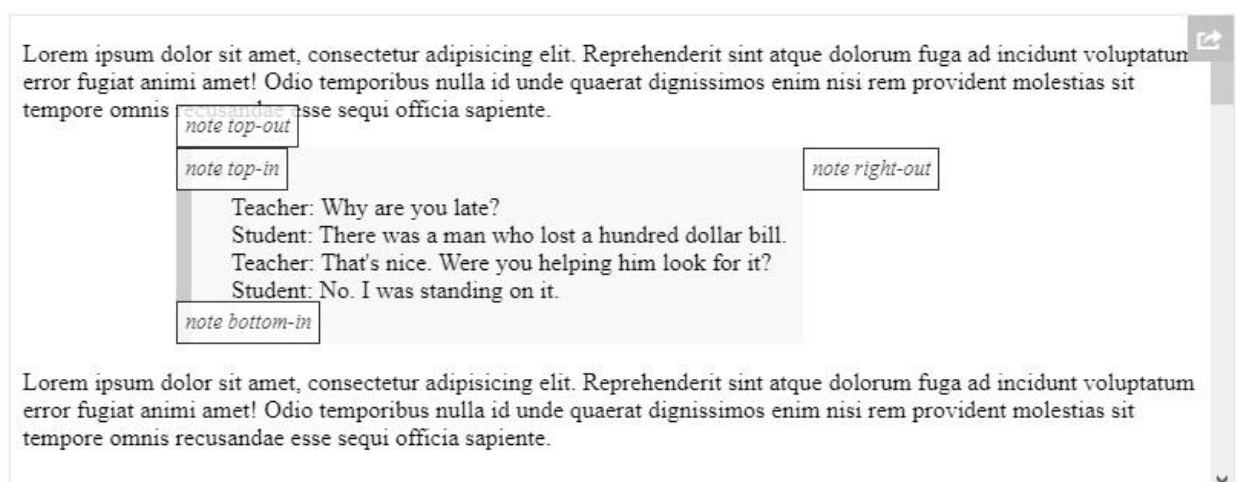 Lorem ipsum dolor sit amet, consectetur adipisicing elit. Reprehenderit sint atque dolorum fuga ad incidunt voluptatum
error fugiat animi amet! Odio temporibus nulla id unde quaerat dignissimos enim nisi rem provident molestias sit
tempore omnis recusandae esse sequi officia sapiente.
note top-out
note top-in
note right-out
Teacher: Why are you late?
Student: There was a man who lost a hundred dollar bill.
Teacher: That's nice. Were you helping him look for it?
Student: No. I was standing on it.
note bottom-in
Lorem ipsum dolor sit amet, consectetur adipisicing elit. Reprehenderit sint atque dolorum fuga ad incidunt voluptatum
error fugiat animi amet! Odio temporibus nulla id unde quaerat dignissimos enim nisi rem provident molestias sit
tempore omnis recusandae esse sequi officia sapiente.